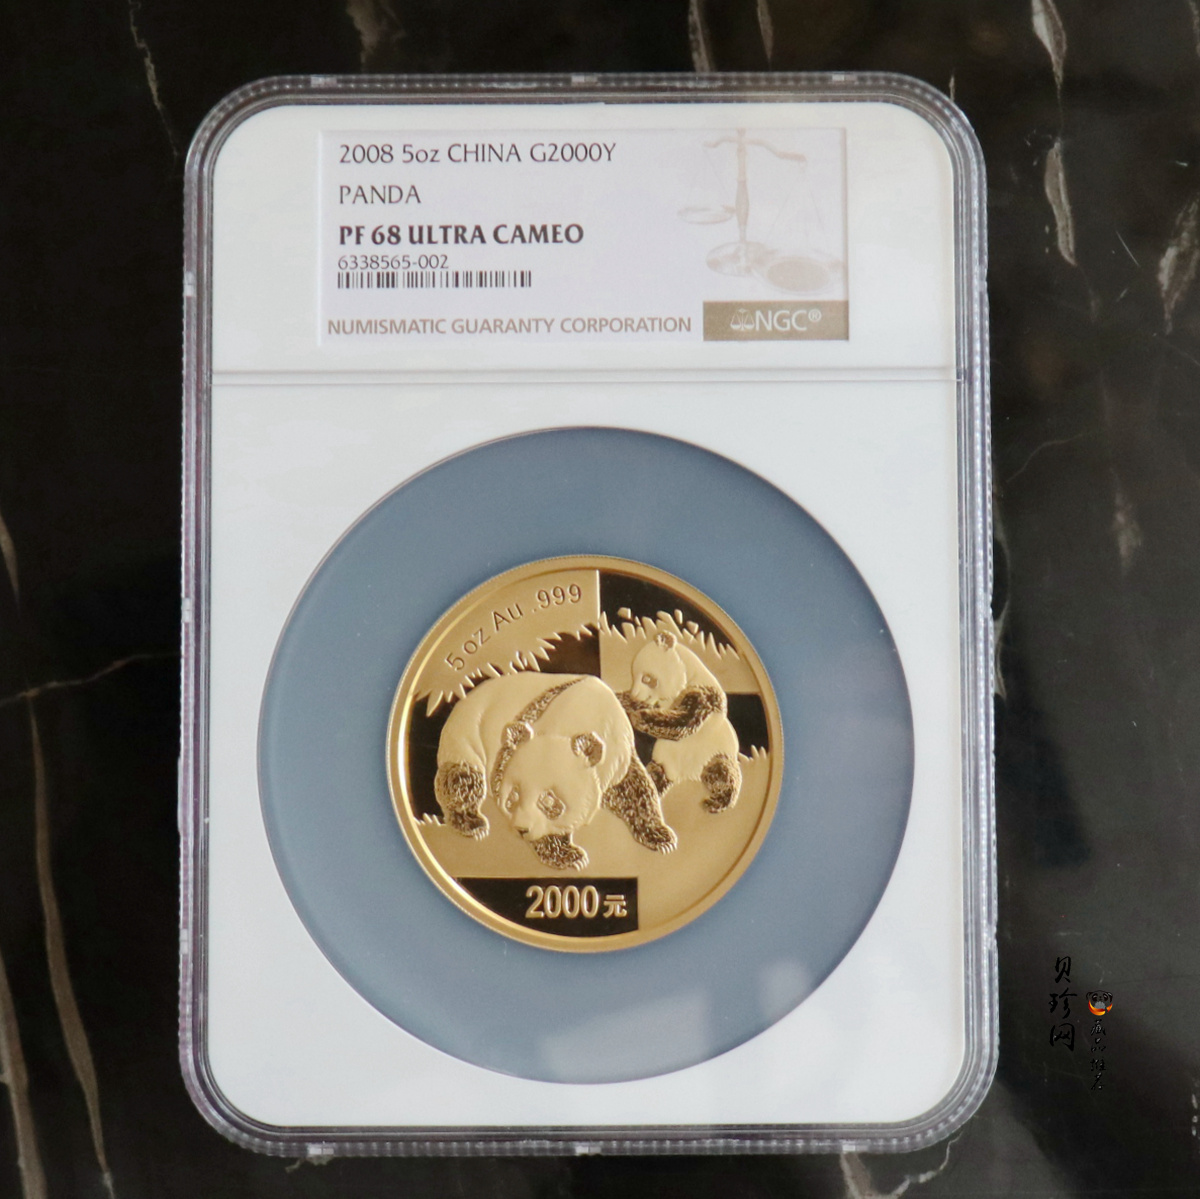 2008 5oz CHINA G2000Y
PANDA
PF 68 ULTRA CAMEO
6338565-002
NUMISMATIC GUARANTY CORPORATION
NGC®
5oz Au .999
2000元
贝珍网